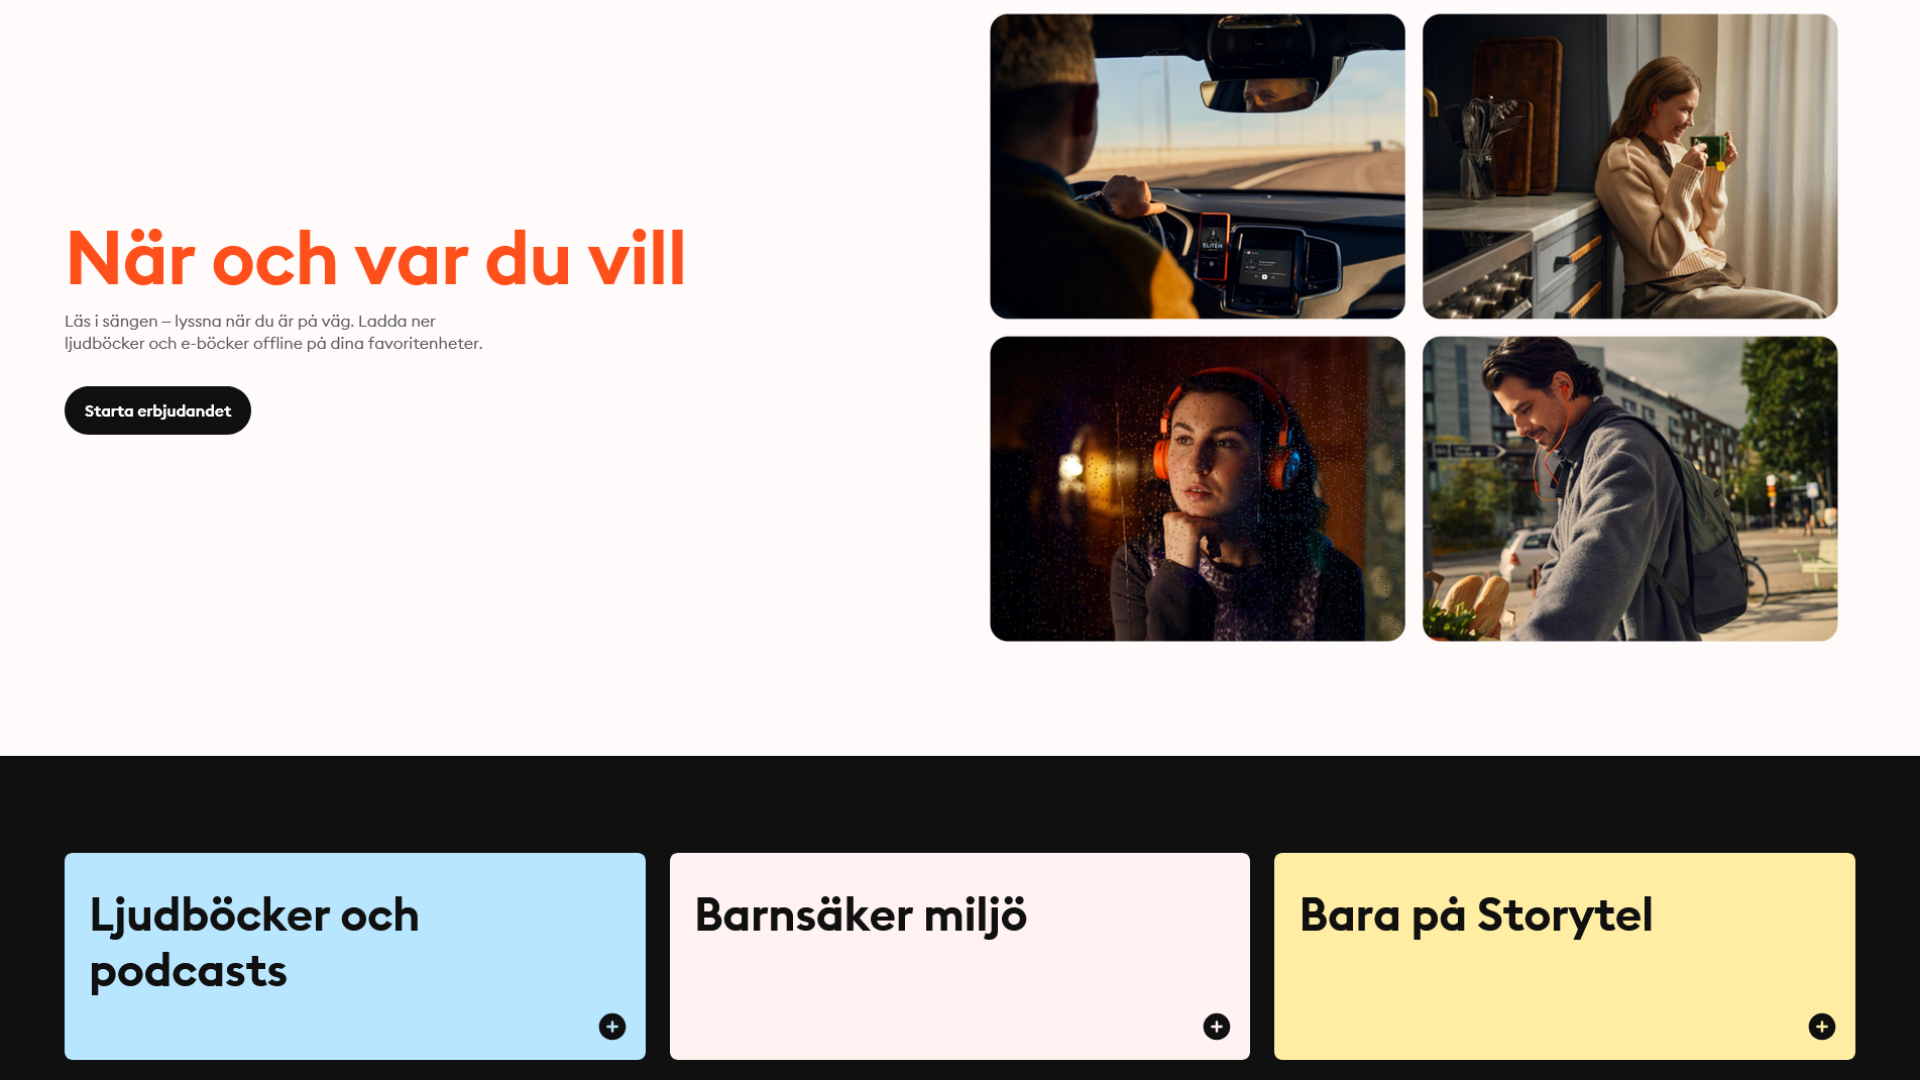 När och var du vill
Läs i sängen – lyssna när du är på väg. Ladda ner
ljudböcker och e-böcker offline på dina favoritenheter.
Starta erbjudandet
ELITEN
Ljudböcker och
podcasts
Barnsäker miljö
Bara på Storytel